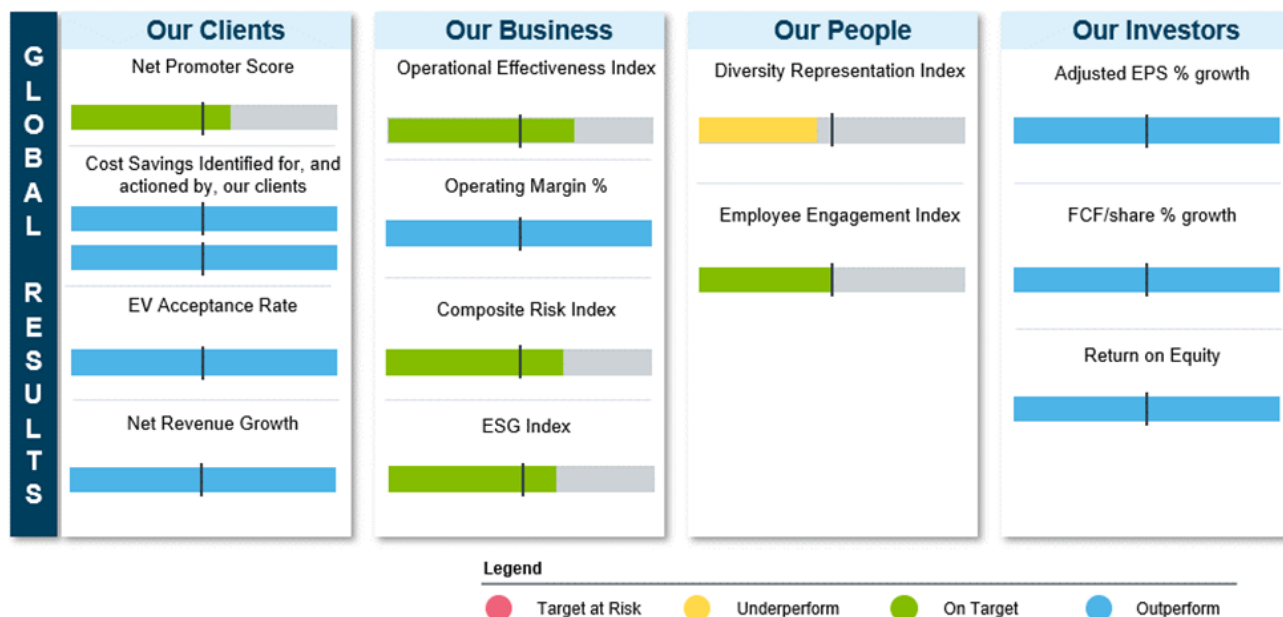 GLOBAL RESULTS
Our Clients
Net Promoter Score
Cost Savings Identified for, and
actioned by, our clients
EV Acceptance Rate
Net Revenue Growth
Our Business
Operational Effectiveness Index
Operating Margin %
Composite Risk Index
ESG Index
Our People
Diversity Representation Index
Employee Engagement Index
Our Investors
Adjusted EPS % growth
FCF/share % growth
Return on Equity
Legend
Target at Risk
Underperform
On Target
Outperform